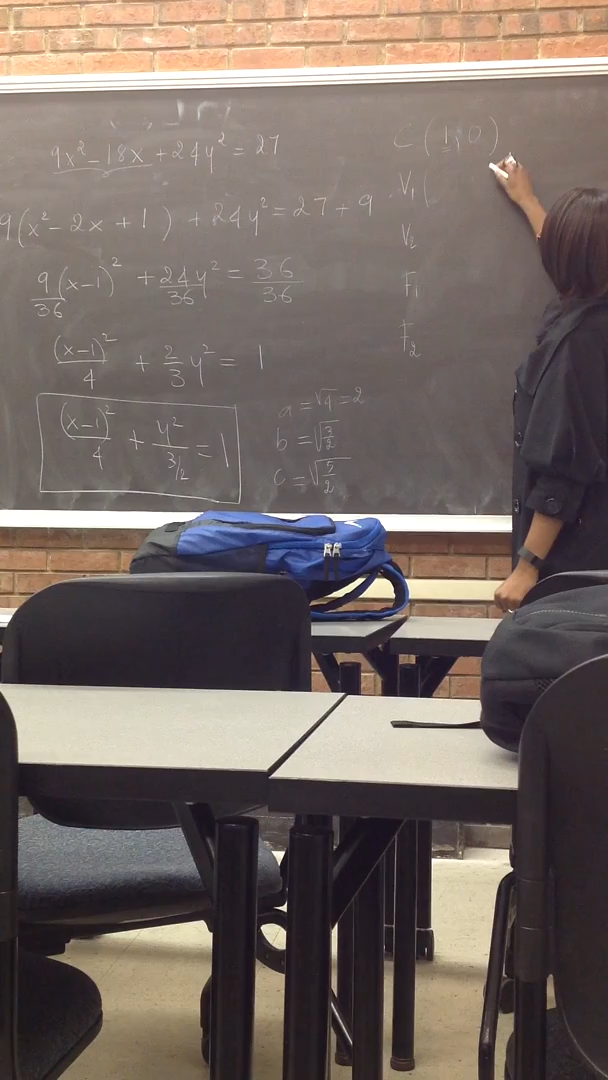 9x² - 18x + 24y² = 27
9(x² - 2x + 1) + 24y² = 27 + 9
9/36 (x-1)² + 24/36 y² = 36/36
(x-1)²/4 + 2/3 y² = 1
(x-1)²/4 + y²/3/2 = 1
a = √4 = 2
b = √3/2
c = √5/2
C (1, 0)
V₁ (
V₂
F₁
F₂